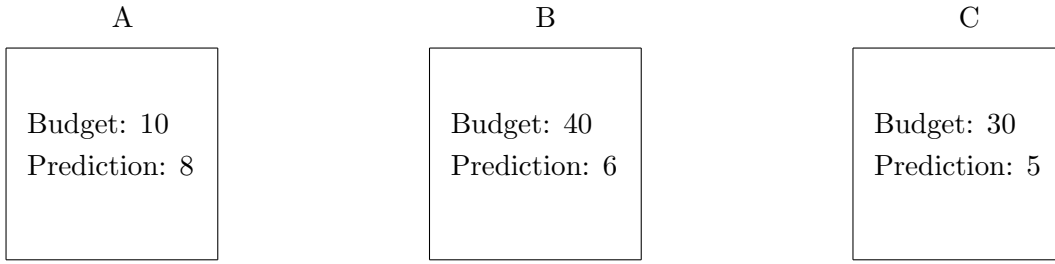 A
B
C
Budget: 10
Prediction: 8
Budget: 40
Prediction: 6
Budget: 30
Prediction: 5